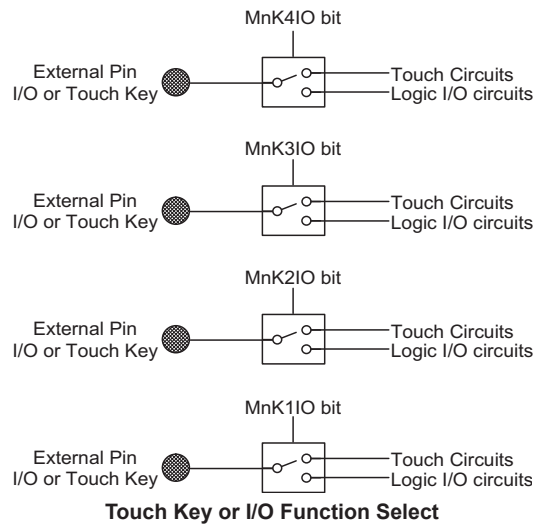 MnK4IO bit
External Pin
I/O or Touch Key
Touch Circuits
Logic I/O circuits
MnK3IO bit
External Pin
I/O or Touch Key
Touch Circuits
Logic I/O circuits
MnK2IO bit
External Pin
I/O or Touch Key
Touch Circuits
Logic I/O circuits
MnK1IO bit
External Pin
I/O or Touch Key
Touch Circuits
Logic I/O circuits
Touch Key or I/O Function Select